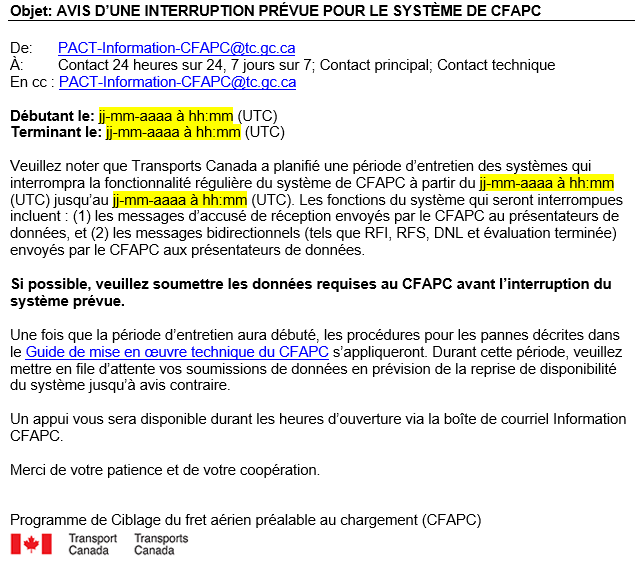 Objet: AVIS D’UNE INTERRUPTION PRÉVUE POUR LE SYSTÈME DE CFAPC
De: PACT-Information-CFAPC@tc.gc.ca
À: Contact 24 heures sur 24, 7 jours sur 7; Contact principal; Contact technique
En cc : PACT-Information-CFAPC@tc.gc.ca
Débutant le: jj-mm-aaaa à hh:mm (UTC)
Terminant le: jj-mm-aaaa à hh:mm (UTC)
Veuillez noter que Transports Canada a planifié une période d’entretien des systèmes qui
interrompra la fonctionnalité régulière du système de CFAPC à partir du jj-mm-aaaa à hh:mm
(UTC) jusqu’au jj-mm-aaaa à hh:mm (UTC). Les fonctions du système qui seront interrompues
incluent : (1) les messages d’accusé de réception envoyés par le CFAPC au présentateurs de
données, et (2) les messages bidirectionnels (tels que RFI, RFS, DNL et évaluation terminée)
envoyés par le CFAPC aux présentateurs de données.
Si possible, veuillez soumettre les données requises au CFAPC avant l’interruption du
système prévue.
Une fois que la période d’entretien aura débuté, les procédures pour les pannes décrites dans
le Guide de mise en œuvre technique du CFAPC s’appliqueront. Durant cette période, veuillez
mettre en file d’attente vos soumissions de données en prévision de la reprise de disponibilité
du système jusqu’à avis contraire.
Un appui vous sera disponible durant les heures d’ouverture via la boîte de courriel Information
CFAPC.
Merci de votre patience et de votre coopération.
Programme de Ciblage du fret aérien préalable au chargement (CFAPC)
Transport Transports
Canada Canada